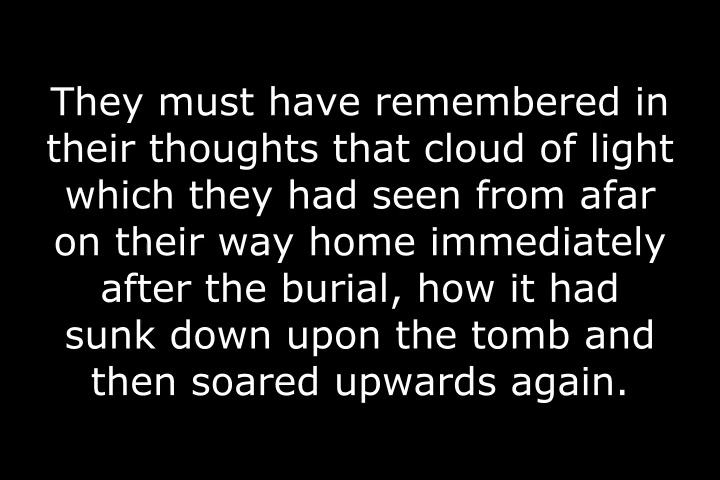 They must have remembered in
their thoughts that cloud of light
which they had seen from afar
on their way home immediately
after the burial, how it had
sunk down upon the tomb and
then soared upwards again.